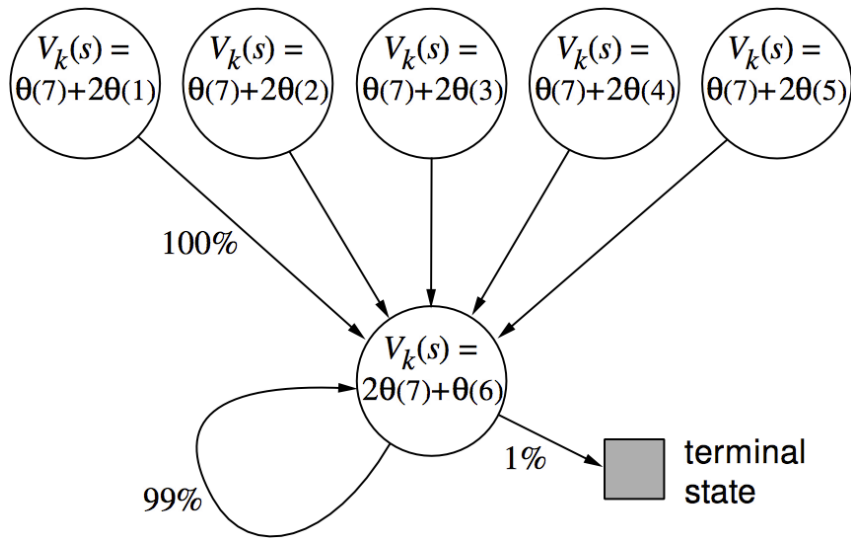 V_k(s) =
θ(7)+2θ(1)
V_k(s) =
θ(7)+2θ(2)
V_k(s) =
θ(7)+2θ(3)
V_k(s) =
θ(7)+2θ(4)
V_k(s) =
θ(7)+2θ(5)
100%
V_k(s) =
2θ(7)+θ(6)
99%
1%
terminal
state